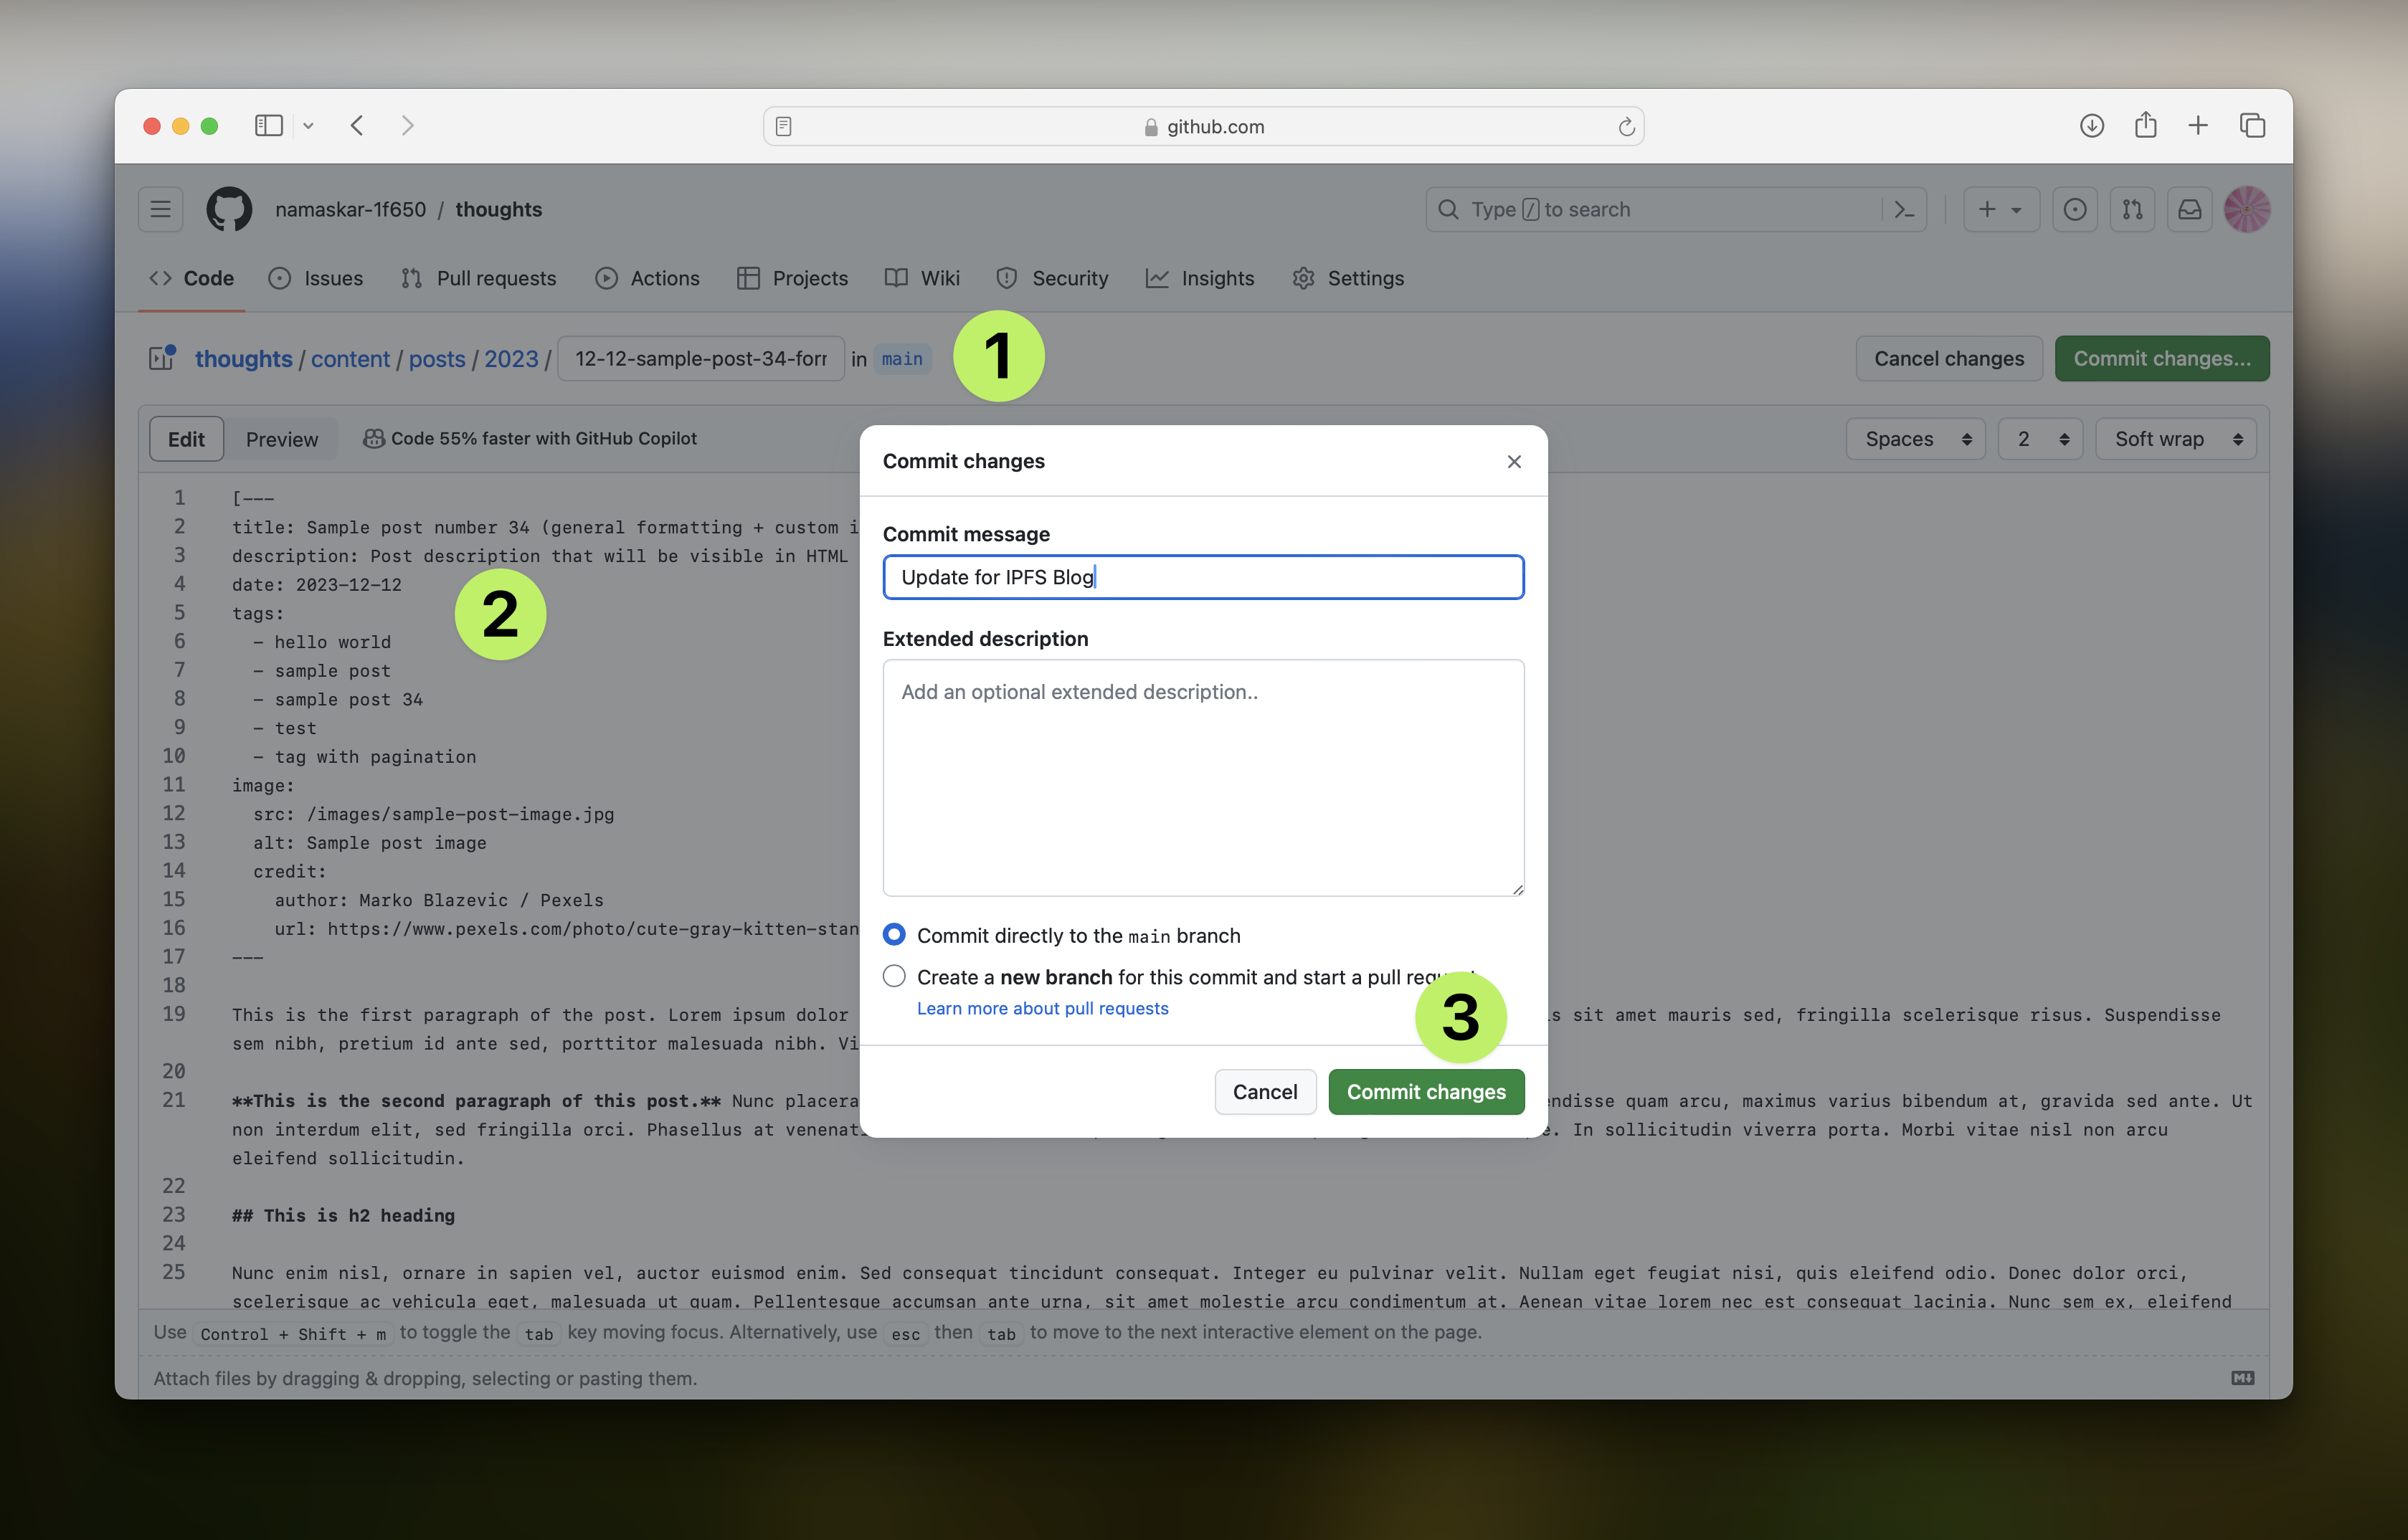 github.com
namaskar-1f650 / thoughts
Type / to search
Code Issues Pull requests Actions Projects Wiki Security Insights Settings
1
thoughts / content / posts / 2023 / 12-12-sample-post-34-forr in main
Cancel changes Commit changes...
Edit Preview Code 55% faster with GitHub Copilot
Spaces 2 Soft wrap
1 [---
2 title: Sample post number 34 (general formatting + custom i
3 description: Post description that will be visible in HTML
4 date: 2023-12-12
5 tags:
2
6 - hello world
7 - sample post
8 - sample post 34
9 - test
10 - tag with pagination
11 image:
12 src: /images/sample-post-image.jpg
13 alt: Sample post image
14 credit:
15 author: Marko Blazevic / Pexels
16 url: https://www.pexels.com/photo/cute-gray-kitten-stan
17 ---
18
19 This is the first paragraph of the post. Lorem ipsum dolor s sit amet mauris sed, fringilla scelerisque risus. Suspendisse
sem nibh, pretium id ante sed, porttitor malesuada nibh. Vi
20
21 **This is the second paragraph of this post.** Nunc placera ndisse quam arcu, maximus varius bibendum at, gravida sed ante. Ut
non interdum elit, sed fringilla orci. Phasellus at venenat e. In sollicitudin viverra porta. Morbi vitae nisl non arcu
eleifend sollicitudin.
22
23 ## This is h2 heading
24
25 Nunc enim nisl, ornare in sapien vel, auctor euismod enim. Sed consequat tincidunt consequat. Integer eu pulvinar velit. Nullam eget feugiat nisi, quis eleifend odio. Donec dolor orci,
scelerisque ac vehicula eget, malesuada ut quam. Pellentesque accumsan ante urna, sit amet molestie arcu condimentum at. Aenean vitae lorem nec est consequat lacinia. Nunc sem ex, eleifend
Commit changes
Commit message
Update for IPFS Blog
Extended description
Add an optional extended description..
Commit directly to the main branch
Create a new branch for this commit and start a pull
Learn more about pull requests
3
Cancel Commit changes
Use Control + Shift + m to toggle the tab key moving focus. Alternatively, use esc then tab to move to the next interactive element on the page.
Attach files by dragging & dropping, selecting or pasting them.